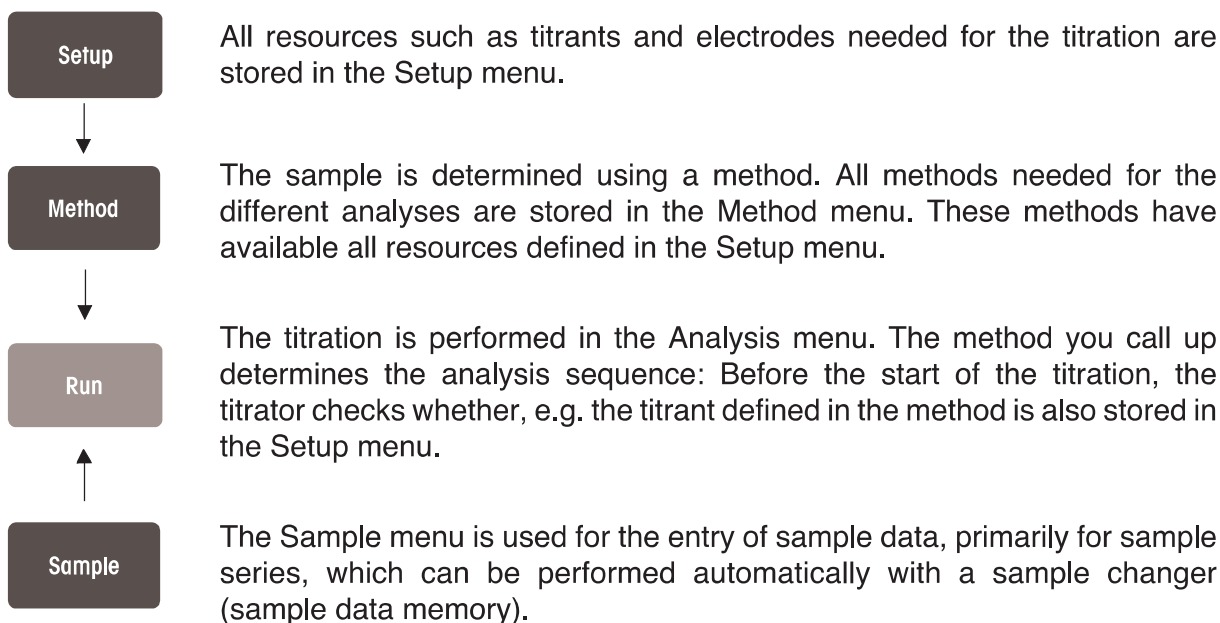 Setup
All resources such as titrants and electrodes needed for the titration are
stored in the Setup menu.
Method
The sample is determined using a method. All methods needed for the
different analyses are stored in the Method menu. These methods have
available all resources defined in the Setup menu.
Run
The titration is performed in the Analysis menu. The method you call up
determines the analysis sequence: Before the start of the titration, the
titrator checks whether, e.g. the titrant defined in the method is also stored in
the Setup menu.
Sample
The Sample menu is used for the entry of sample data, primarily for sample
series, which can be performed automatically with a sample changer
(sample data memory).